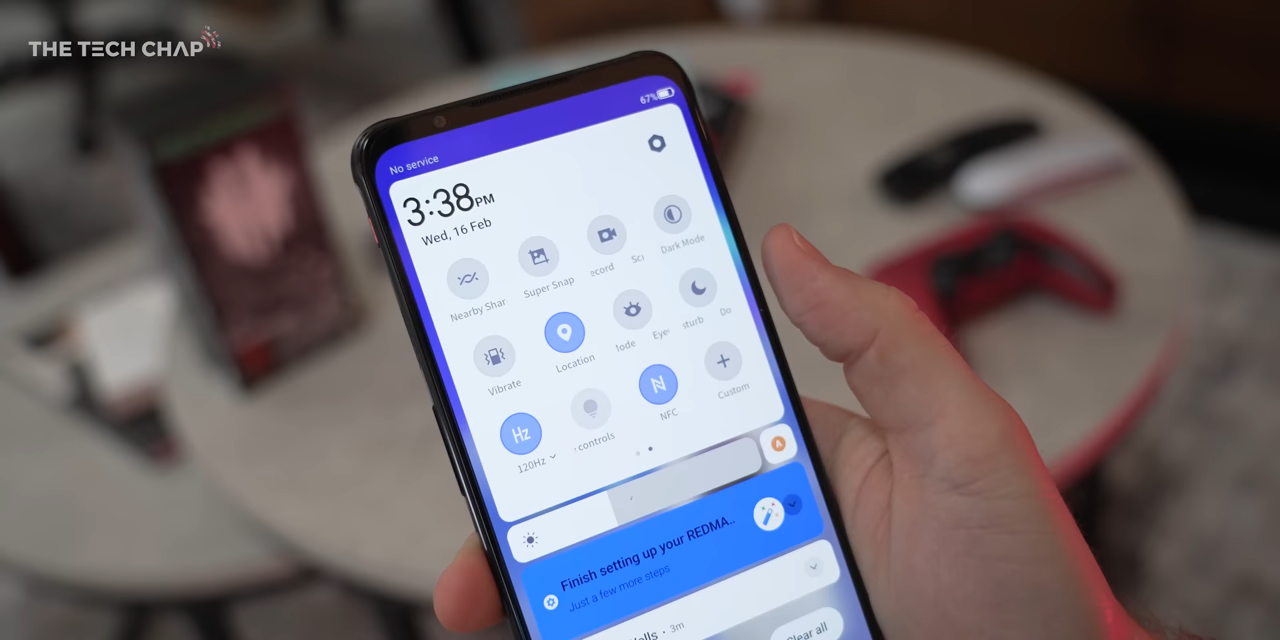 THE TECH CHAP
No service
67%
3:38PM
Wed, 16 Feb
Nearby Shar
Super Snap
ecord Scr
Dark Mode
Vibrate
Location
lode Eye
sturb Do
120Hz
controls
NFC
Custom
Hz
A
Finish setting up your REDMA..
Just a few more steps
3m
Clear all